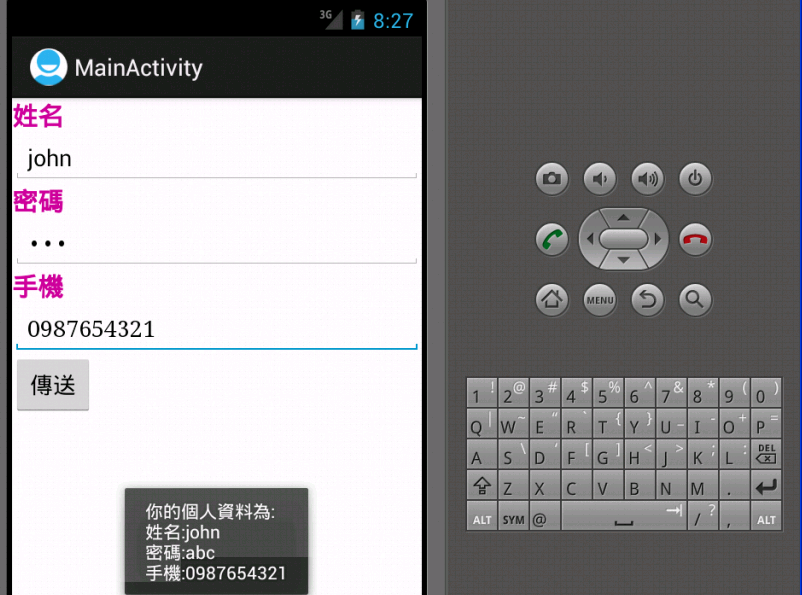 3G 8:27
MainActivity
姓名
john
密碼
•••
手機
0987654321
傳送
你的個人資料為:
姓名:john
密碼:abc
手機:0987654321
MENU
1 ! 2 @ 3 # 4 $ 5 % 6 ^ 7 & 8 * 9 ( 0 )
Q | W ~ E “ R ` T { Y } U _ I - O + P =
A S \ D ‘ F [ G ] H < J > K ; L : DEL
Z X C V B N M .
ALT SYM @ / ? , ALT